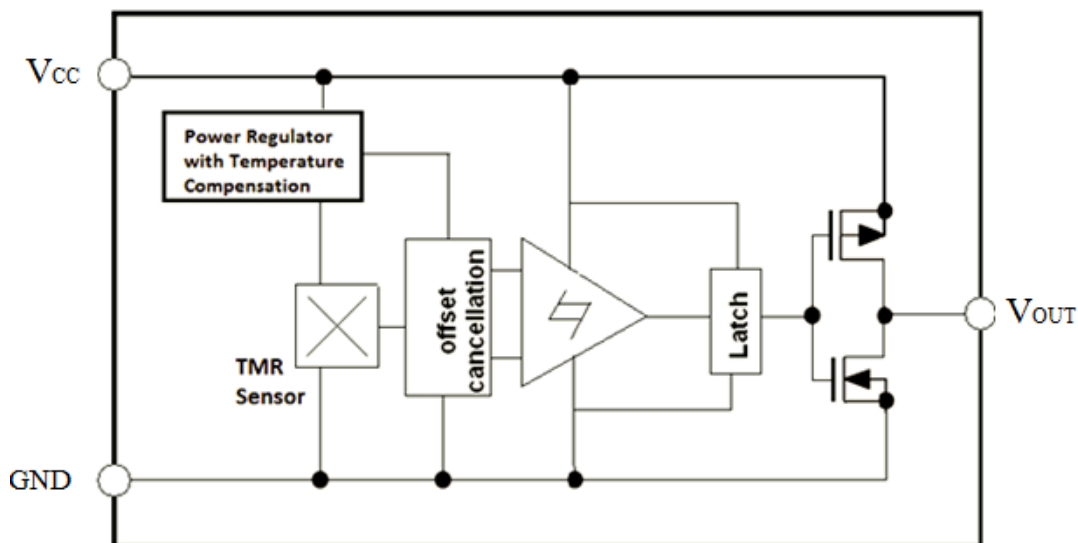 VCC
Power Regulator
with Temperature
Compensation
offset
cancellation
Latch
VOUT
TMR
Sensor
GND